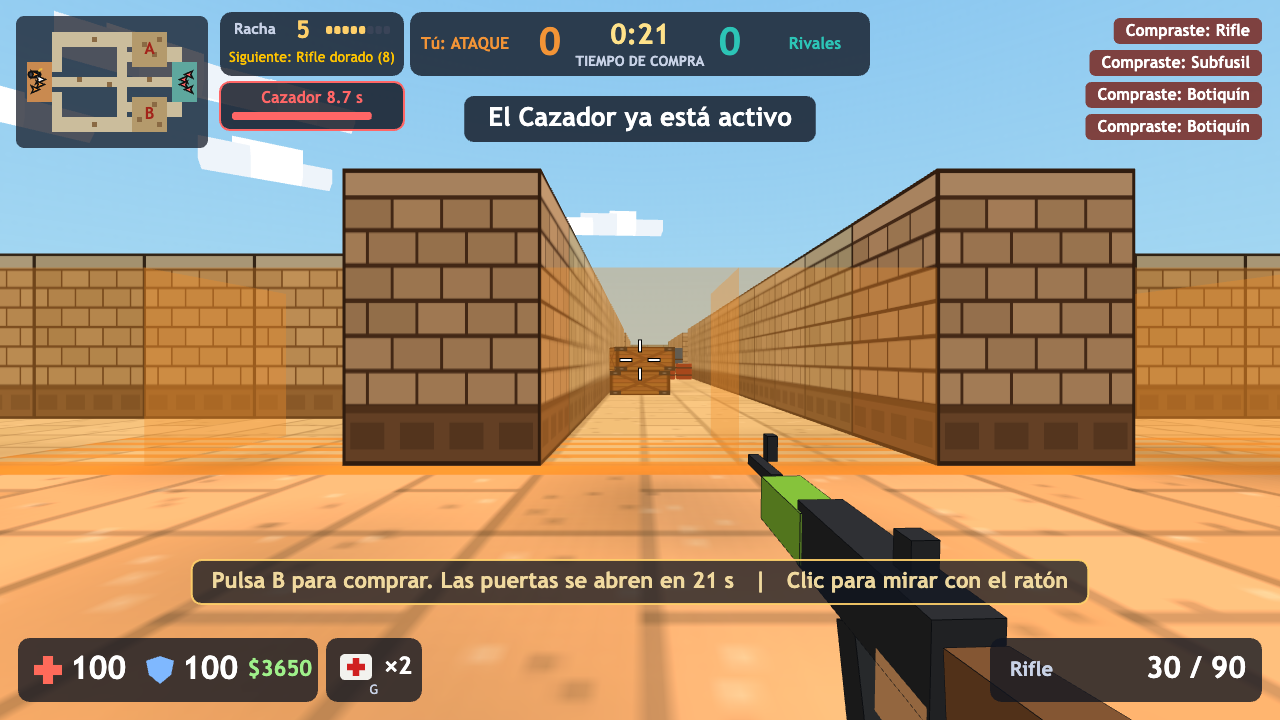 A
B
Racha 5
Siguiente: Rifle dorado (8)
Cazador 8.7 s
Tú: ATAQUE 0 0:21 0 Rivales
TIEMPO DE COMPRA
El Cazador ya está activo
Compraste: Rifle
Compraste: Subfusil
Compraste: Botiquín
Compraste: Botiquín
Pulsa B para comprar. Las puertas se abren en 21 s | Clic para mirar con el ratón
100 100 $3650
×2
G
Rifle 30 / 90